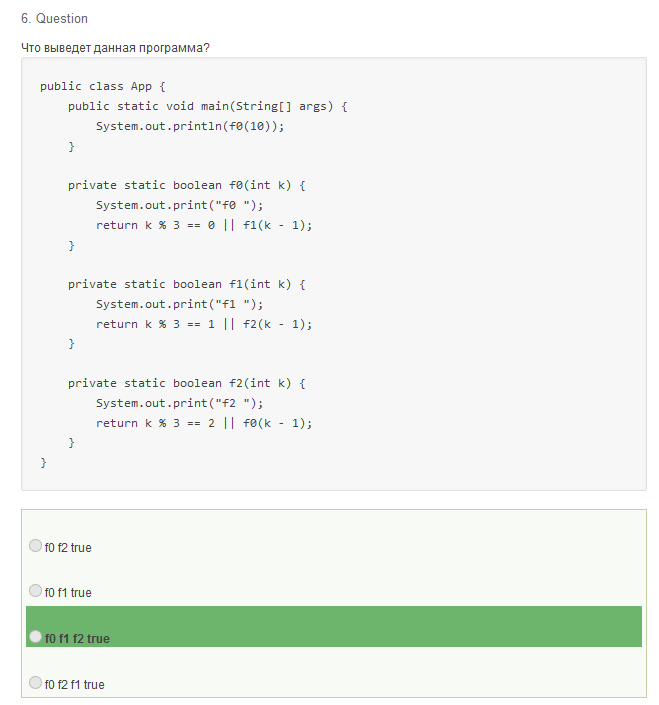 6. Question
Что выведет данная программа?
public class App {
    public static void main(String[] args) {
        System.out.println(f0(10));
    }

    private static boolean f0(int k) {
        System.out.print("f0 ");
        return k % 3 == 0 || f1(k - 1);
    }

    private static boolean f1(int k) {
        System.out.print("f1 ");
        return k % 3 == 1 || f2(k - 1);
    }

    private static boolean f2(int k) {
        System.out.print("f2 ");
        return k % 3 == 2 || f0(k - 1);
    }
}
f0 f2 true
f0 f1 true
f0 f1 f2 true
f0 f2 f1 true